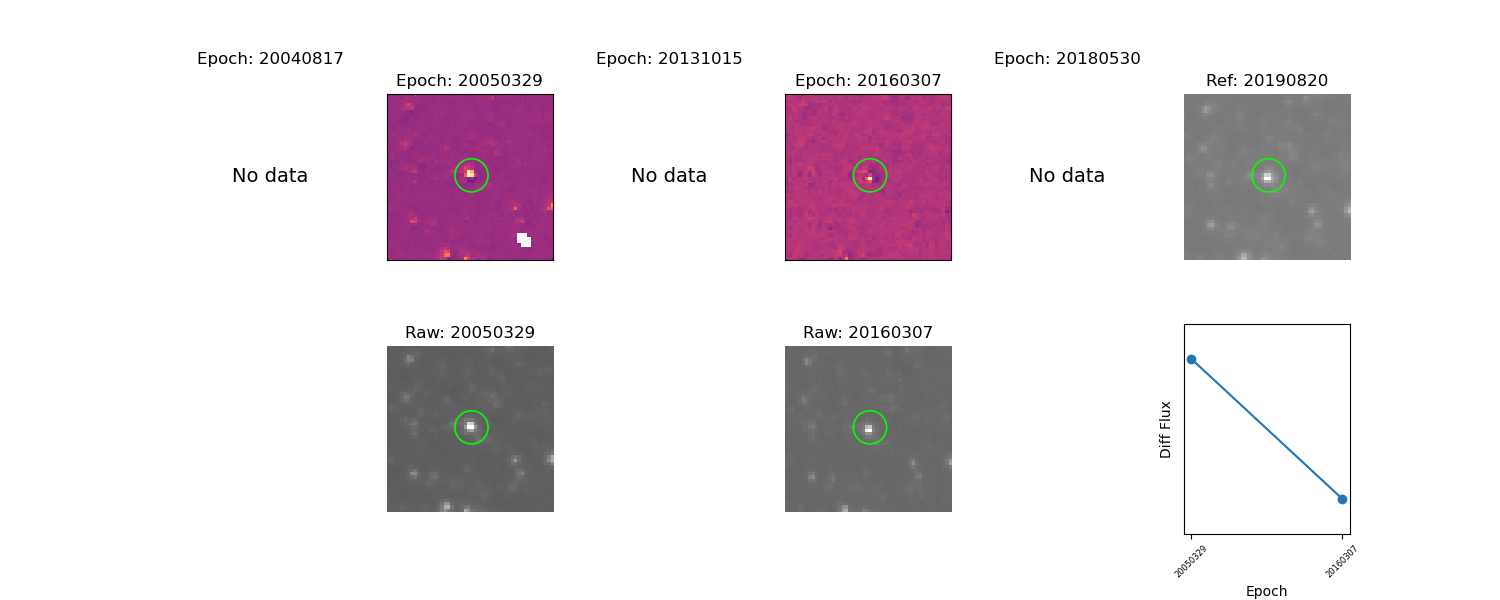 Epoch: 20040817
Epoch: 20131015
Epoch: 20180530
Epoch: 20050329
Epoch: 20160307
Ref: 20190820
No data
No data
No data
Raw: 20050329
Raw: 20160307
Diff Flux
20050329
20160307
Epoch